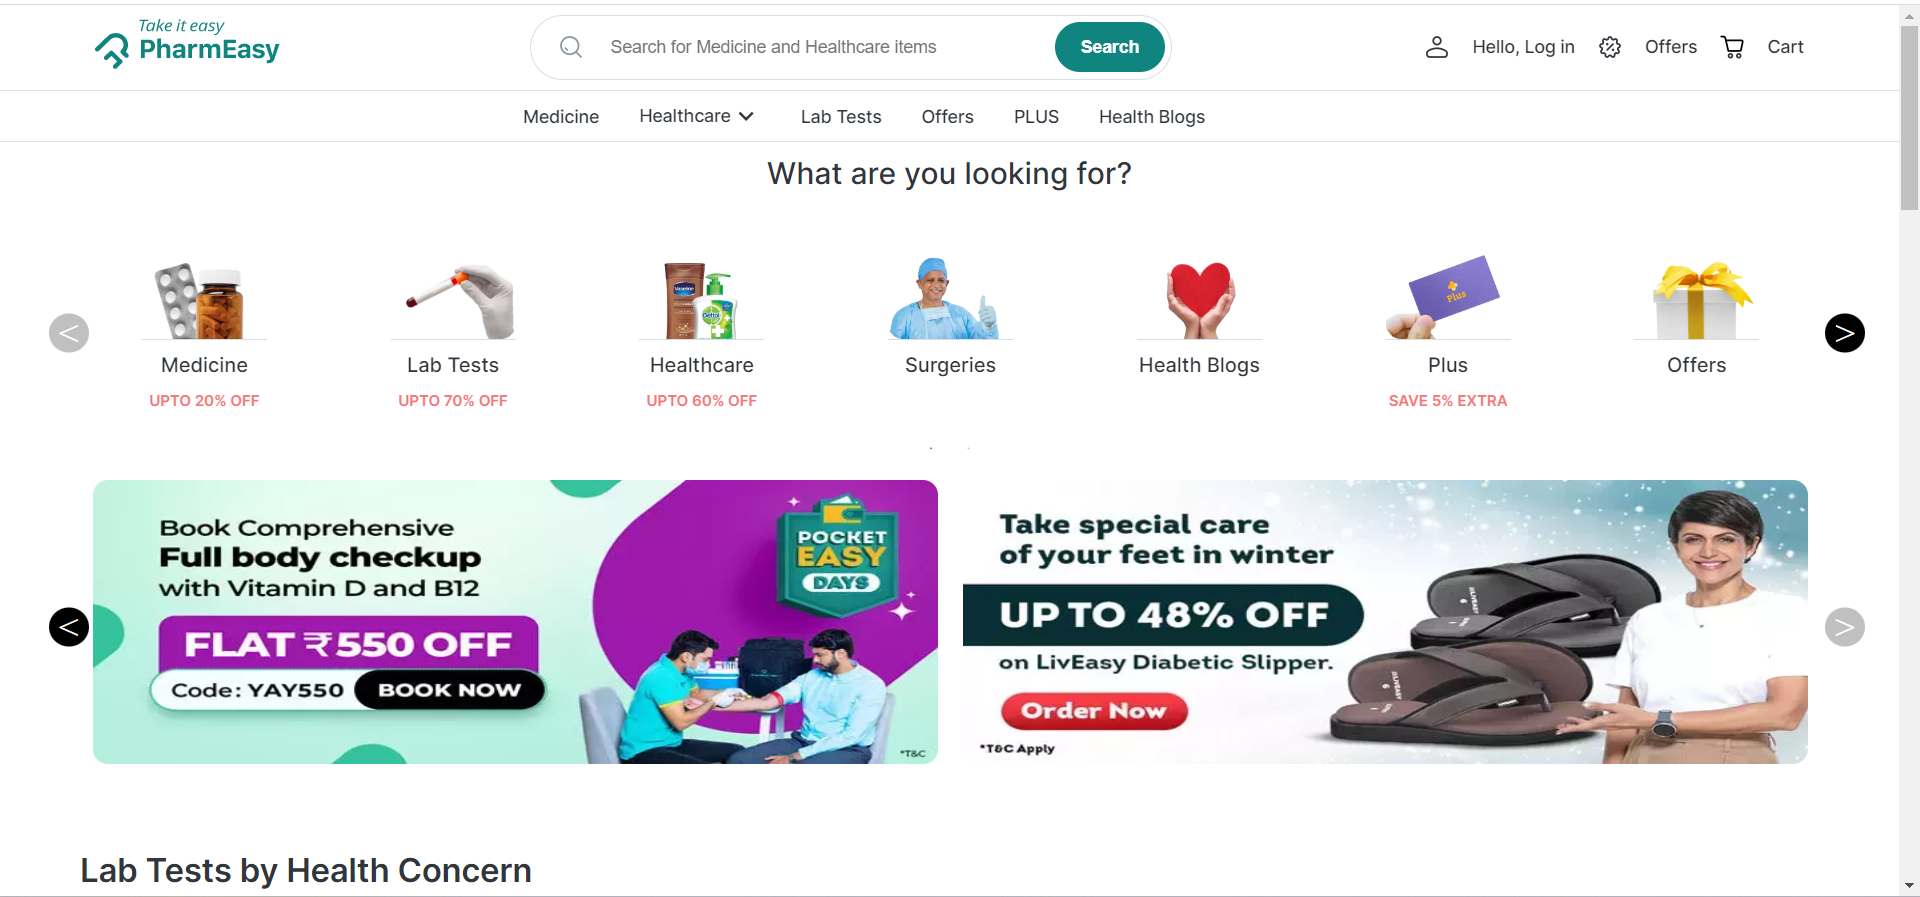 Take it easy
PharmEasy
Search for Medicine and Healthcare items
Search
Hello, Log in
Offers
Cart
Medicine
Healthcare
Lab Tests
Offers
PLUS
Health Blogs
What are you looking for?
Vaseline
Dettol
Plus
<
>
Medicine
Lab Tests
Healthcare
Surgeries
Health Blogs
Plus
Offers
UPTO 20% OFF
UPTO 70% OFF
UPTO 60% OFF
SAVE 5% EXTRA
Book Comprehensive
Full body checkup
with Vitamin D and B12
FLAT ₹550 OFF
Code: YAY550
BOOK NOW
POCKET
EASY
DAYS
*T&C
<
Take special care
of your feet in winter
UP TO 48% OFF
on LivEasy Diabetic Slipper.
Order Now
*T&C Apply
>
Lab Tests by Health Concern